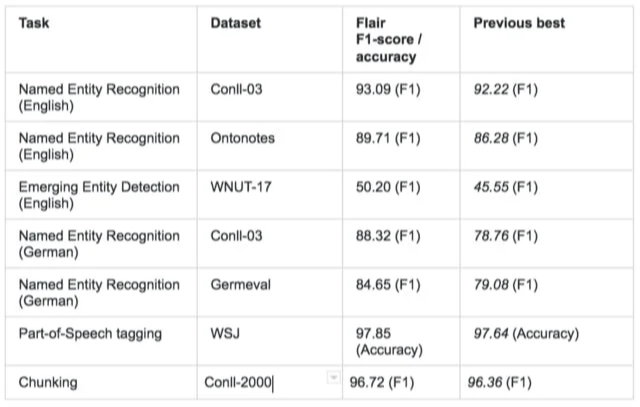 Task Dataset Flair F1-score / accuracy Previous best
Named Entity Recognition (English) Conll-03 93.09 (F1) 92.22 (F1)
Named Entity Recognition (English) Ontonotes 89.71 (F1) 86.28 (F1)
Emerging Entity Detection (English) WNUT-17 50.20 (F1) 45.55 (F1)
Named Entity Recognition (German) Conll-03 88.32 (F1) 78.76 (F1)
Named Entity Recognition (German) Germeval 84.65 (F1) 79.08 (F1)
Part-of-Speech tagging WSJ 97.85 (Accuracy) 97.64 (Accuracy)
Chunking Conll-2000 96.72 (F1) 96.36 (F1)